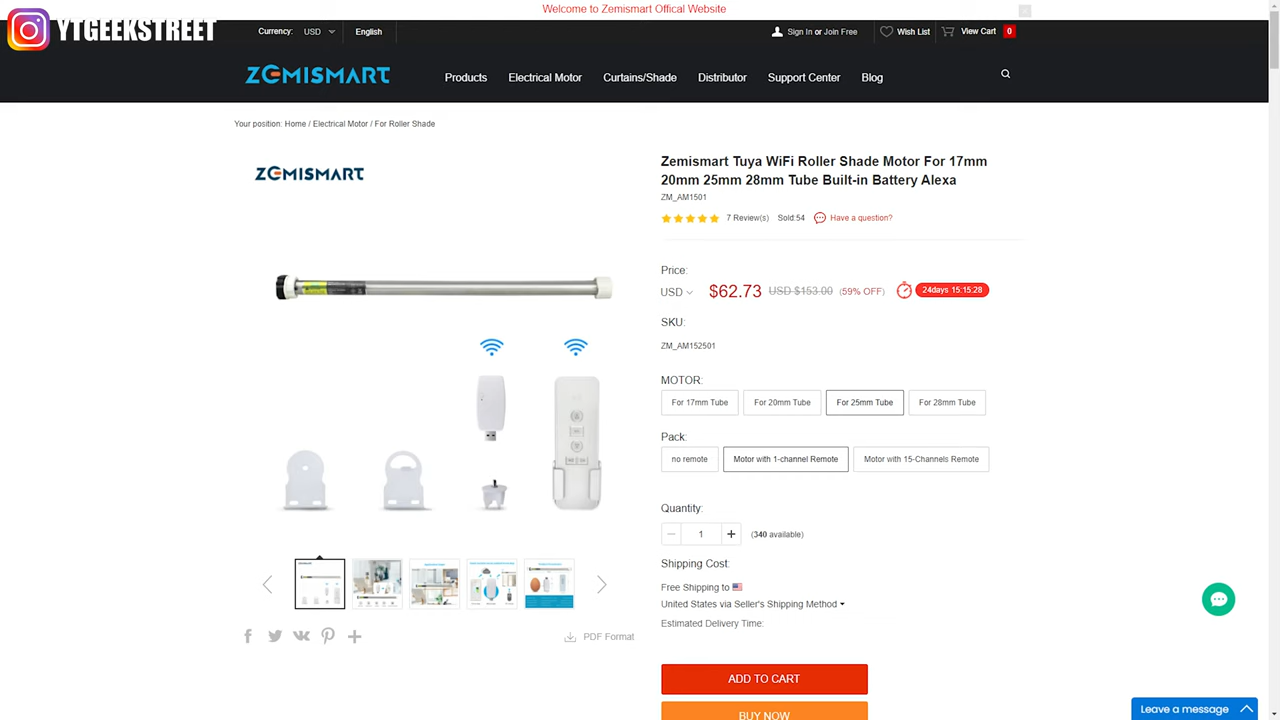 Welcome to Zemismart Offical Website
YTGEEKSTREET
Currency: USD English
Sign In or Join Free Wish List View Cart 0
ZEMISMART Products Electrical Motor Curtains/Shade Distributor Support Center Blog
Your position: Home / Electrical Motor / For Roller Shade
ZEMISMART
Zemismart Tuya WiFi Roller Shade Motor For 17mm
20mm 25mm 28mm Tube Built-in Battery Alexa
ZM_AM1501
7 Review(s) Sold:54 Have a question?
Price:
USD $62.73 USD $153.00 (59% OFF) 24days 15:15:28
SKU:
ZM_AM152501
MOTOR:
For 17mm Tube For 20mm Tube For 25mm Tube For 28mm Tube
Pack:
no remote Motor with 1-channel Remote Motor with 15-Channels Remote
Quantity:
1 (340 available)
Shipping Cost:
Free Shipping to
United States via Seller's Shipping Method
Estimated Delivery Time:
PDF Format
ADD TO CART
BUY NOW
Leave a message